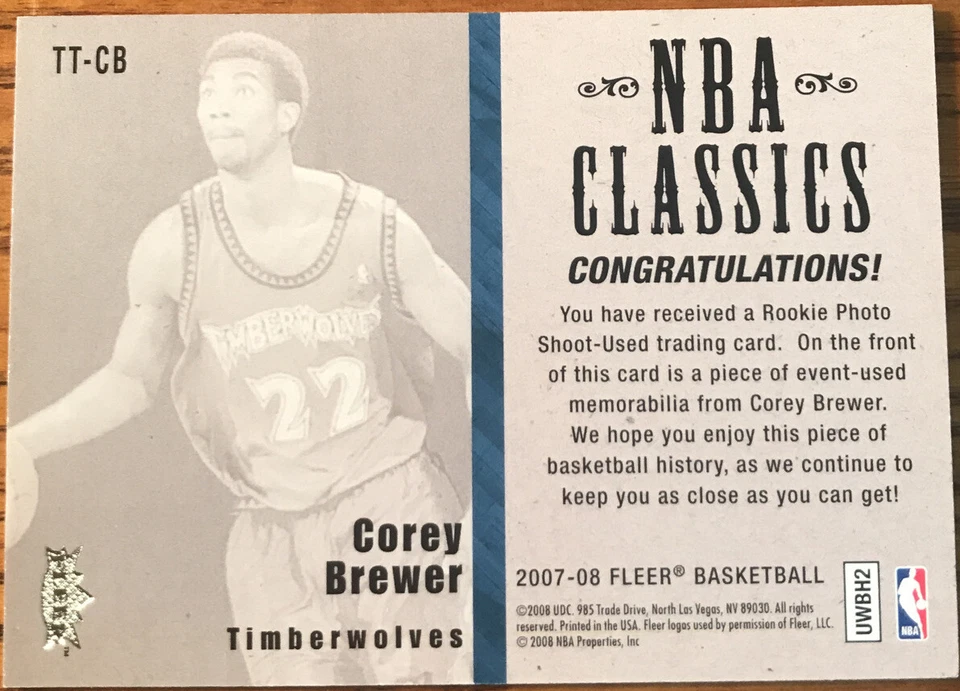 TT-CB
TIMBERWOLVES
22
Corey
Brewer
Timberwolves
FLEER
NBA
CLASSICS
CONGRATULATIONS!
You have received a Rookie Photo
Shoot-Used trading card. On the front
of this card is a piece of event-used
memorabilia from Corey Brewer.
We hope you enjoy this piece of
basketball history, as we continue to
keep you as close as you can get!
2007-08 FLEER® BASKETBALL
©2008 UDC. 985 Trade Drive, North Las Vegas, NV 89030. All rights
reserved. Printed in the USA. Fleer logos used by permission of Fleer, LLC.
© 2008 NBA Properties, Inc
UWBH2
NBA